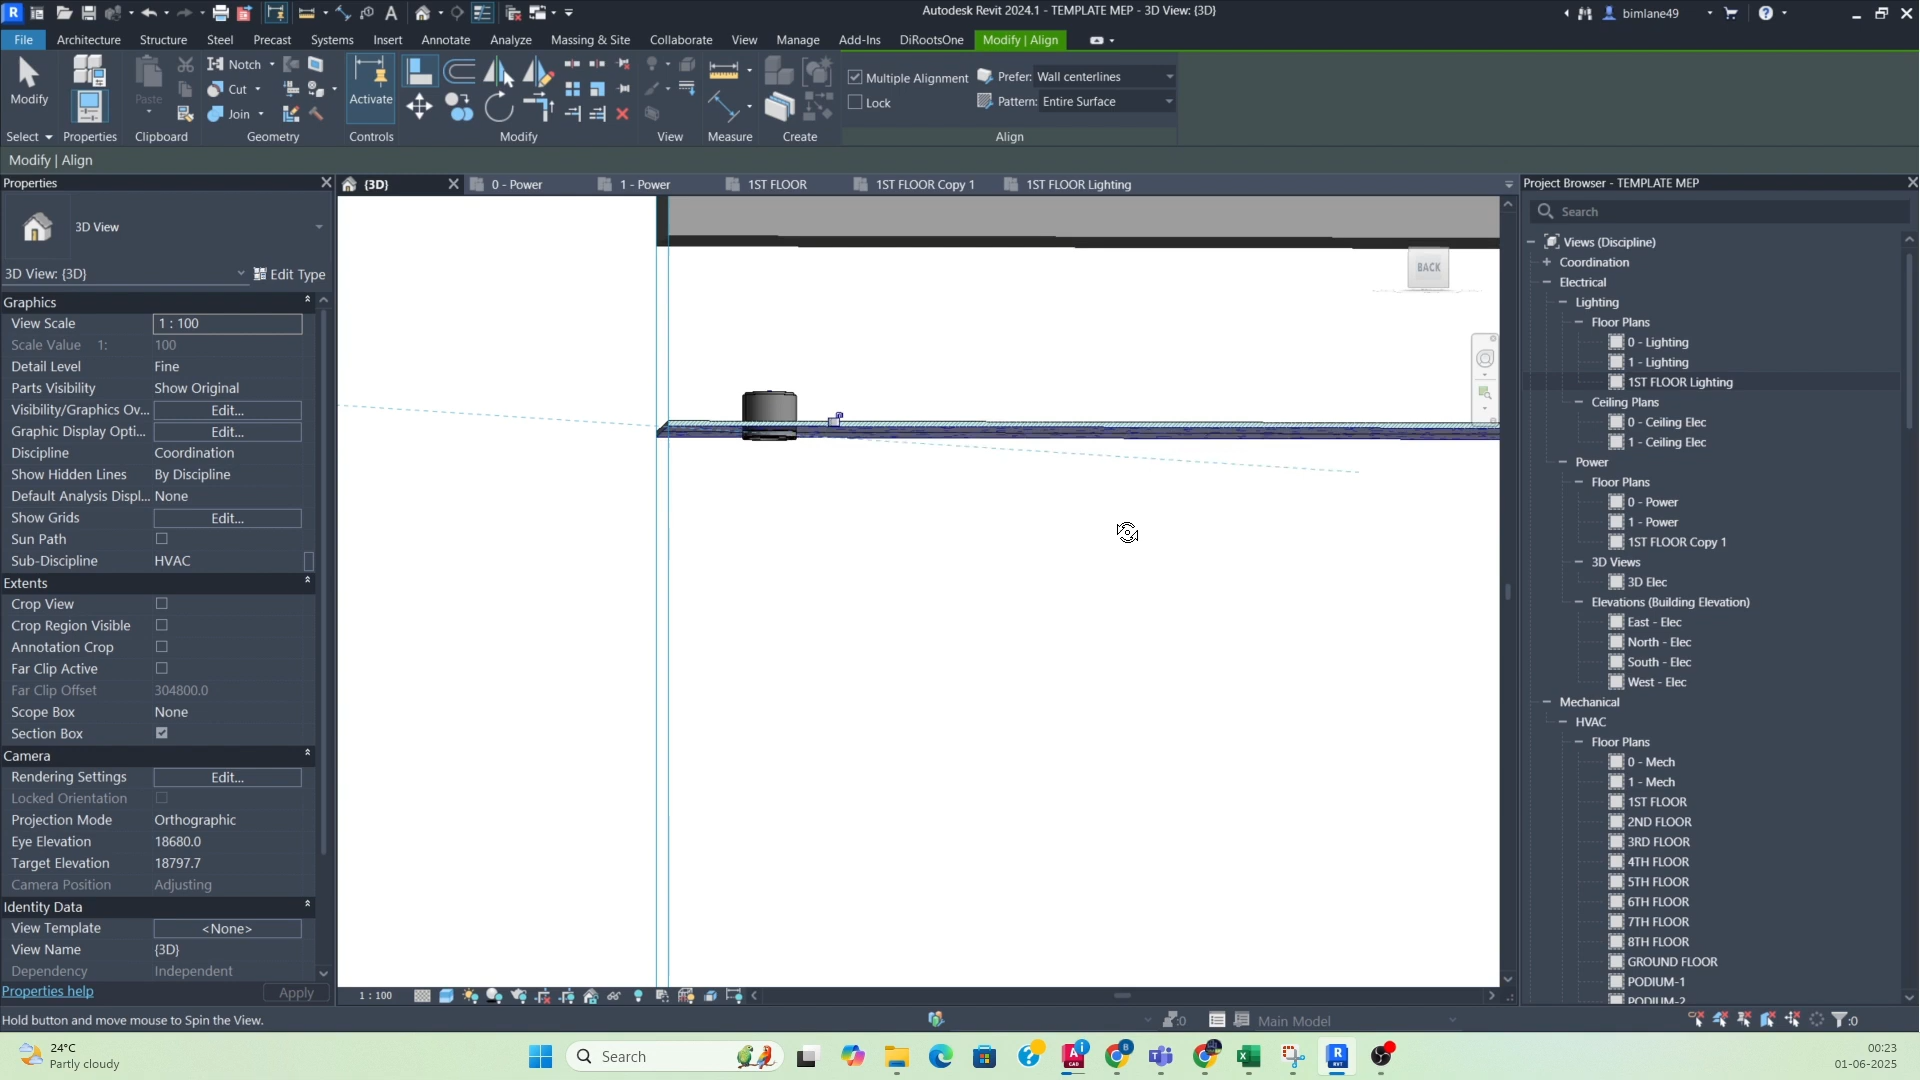 Autodesk Revit 2024.1 - TEMPLATE MEP - 3D View: {3D}
bimlane49
File
Architecture
Structure
Steel
Precast
Systems
Insert
Annotate
Analyze
Massing & Site
Collaborate
View
Manage
Add-Ins
DiRootsOne
Modify | Align
Modify
Notch
Cut
Join
Paste
Activate
Multiple Alignment
Lock
Prefer: Wall centerlines
Pattern: Entire Surface
Select
Properties
Clipboard
Geometry
Controls
Modify
View
Measure
Create
Align
Modify | Align
Properties
{3D}
0 - Power
1 - Power
1ST FLOOR
1ST FLOOR Copy 1
1ST FLOOR Lighting
Project Browser - TEMPLATE MEP
3D View
3D View: {3D}
Edit Type
Graphics
View Scale 1 : 100
Scale Value 1: 100
Detail Level Fine
Parts Visibility Show Original
Visibility/Graphics Ov... Edit...
Graphic Display Opti... Edit...
Discipline Coordination
Show Hidden Lines By Discipline
Default Analysis Displ... None
Show Grids Edit...
Sun Path
Sub-Discipline HVAC
Extents
Crop View
Crop Region Visible
Annotation Crop
Far Clip Active
Far Clip Offset 304800.0
Scope Box None
Section Box
Camera
Rendering Settings Edit...
Locked Orientation
Projection Mode Orthographic
Eye Elevation 18680.0
Target Elevation 18797.7
Camera Position Adjusting
Identity Data
View Template <None>
View Name {3D}
Dependency Independent
Properties help
Apply
BACK
Search
Views (Discipline)
Coordination
Electrical
Lighting
Floor Plans
0 - Lighting
1 - Lighting
1ST FLOOR Lighting
Ceiling Plans
0 - Ceiling Elec
1 - Ceiling Elec
Power
Floor Plans
0 - Power
1 - Power
1ST FLOOR Copy 1
3D Views
3D Elec
Elevations (Building Elevation)
East - Elec
North - Elec
South - Elec
West - Elec
Mechanical
HVAC
Floor Plans
0 - Mech
1 - Mech
1ST FLOOR
2ND FLOOR
3RD FLOOR
4TH FLOOR
5TH FLOOR
6TH FLOOR
7TH FLOOR
8TH FLOOR
GROUND FLOOR
PODIUM-1
PODIUM-2
1 : 100
Hold button and move mouse to Spin the View.
:0
Main Model
:0
24°C
Partly cloudy
Search
00:23
01-06-2025